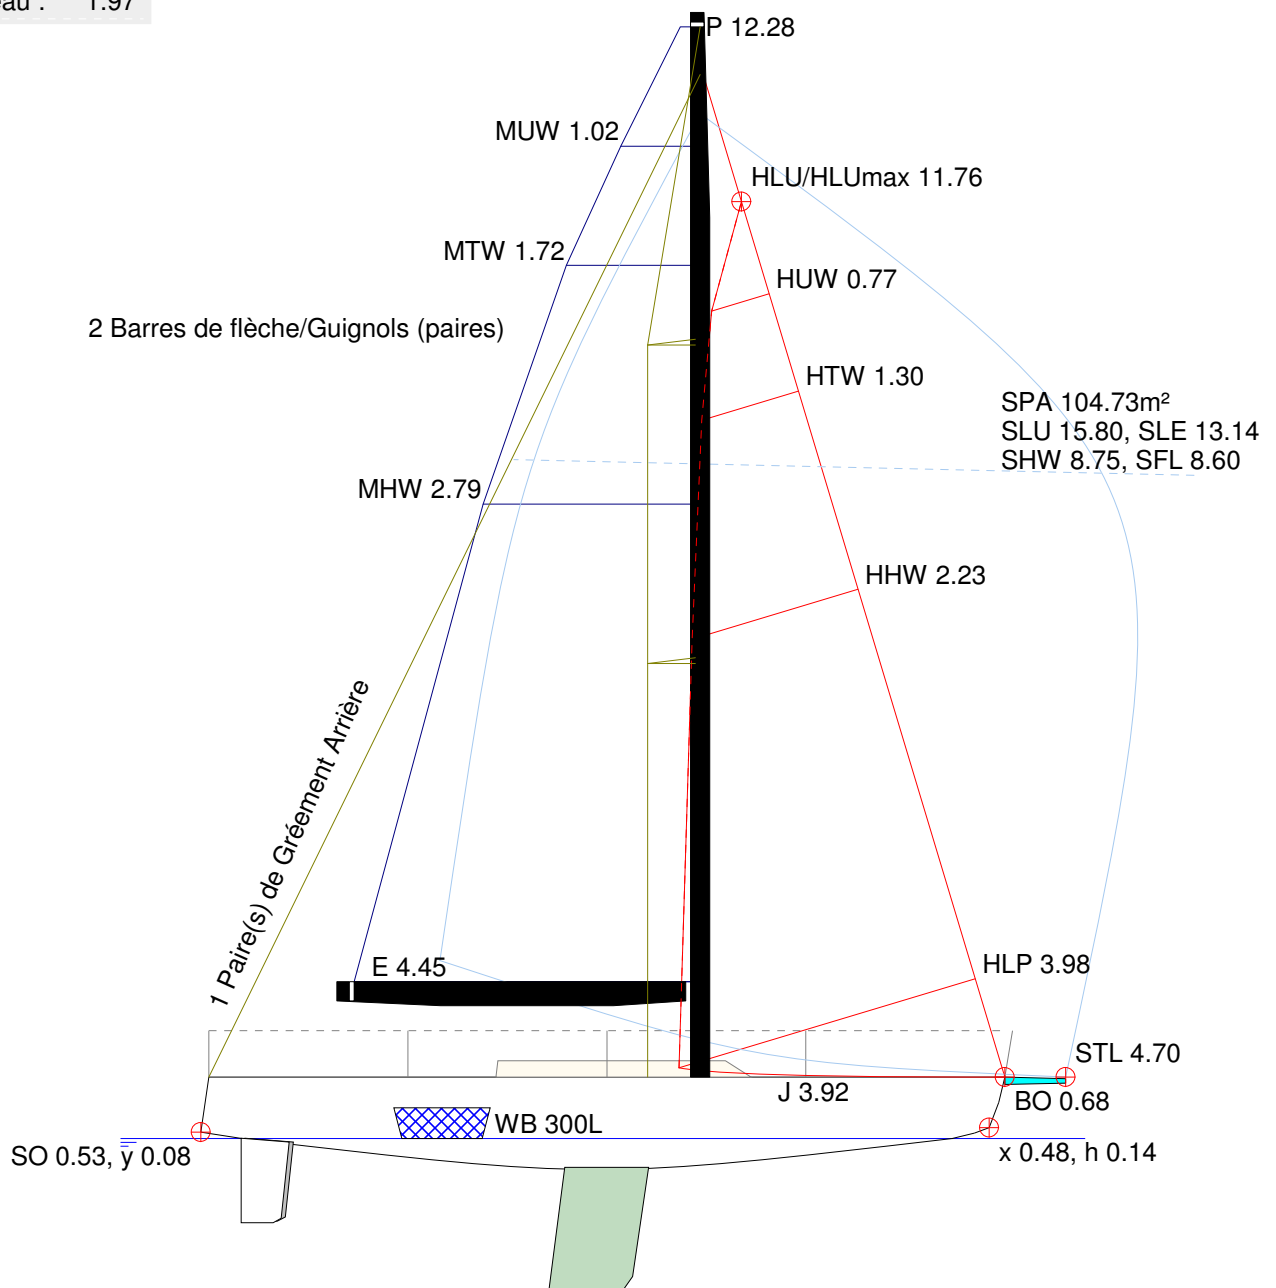 1.97
P 12.28
MUW 1.02
HLU/HLUmax 11.76
MTW 1.72
HUW 0.77
2 Barres de flèche/Guignols (paires)
HTW 1.30
SPA 104.73m²
SLU 15.80, SLE 13.14
SHW 8.75, SFL 8.60
MHW 2.79
HHW 2.23
1 Paire(s) de Gréement Arrière
E 4.45
HLP 3.98
STL 4.70
J 3.92
BO 0.68
WB 300L
SO 0.53, y 0.08
x 0.48, h 0.14